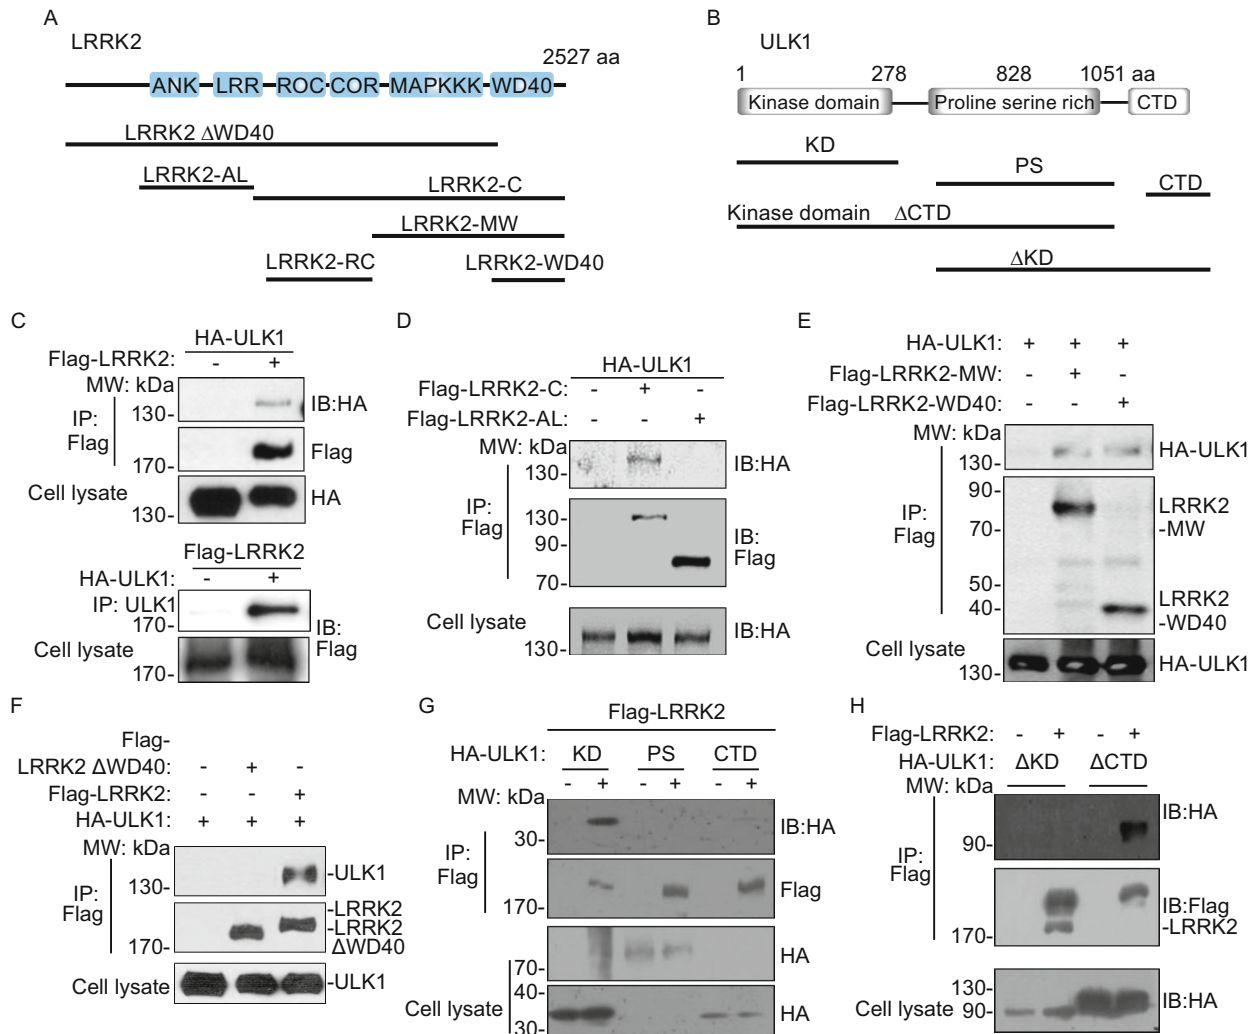 A
LRRK2
2527 aa
ANK LRR ROC COR MAPKKK WD40
LRRK2 ΔWD40
LRRK2-AL
LRRK2-C
LRRK2-MW
LRRK2-RC
LRRK2-WD40
B
ULK1
1 278 828 1051 aa
Kinase domain Proline serine rich CTD
KD
PS
CTD
Kinase domain ΔCTD
ΔKD
C
HA-ULK1
Flag-LRRK2: - +
MW: kDa
IP: Flag
130-
IB:HA
170-
Flag
Cell lysate
130-
HA
Flag-LRRK2
HA-ULK1: - +
IP: ULK1
170-
IB: Flag
Cell lysate
170-
D
HA-ULK1
Flag-LRRK2-C: - + -
Flag-LRRK2-AL: - - +
MW: kDa
130-
IB:HA
IP: Flag
130-
90-
70-
IB: Flag
Cell lysate
130-
IB:HA
E
HA-ULK1: + + +
Flag-LRRK2-MW: - + -
Flag-LRRK2-WD40: - - +
MW: kDa
130-
HA-ULK1
IP: Flag
90-
70-
50-
40-
LRRK2
-MW
LRRK2
-WD40
Cell lysate
130-
HA-ULK1
F
Flag-
LRRK2 ΔWD40: - + -
Flag-LRRK2: - - +
HA-ULK1: + + +
MW: kDa
130-
-ULK1
IP: Flag
170-
-LRRK2
-LRRK2
ΔWD40
Cell lysate
-ULK1
G
Flag-LRRK2
HA-ULK1: KD PS CTD
- + - + - +
MW: kDa
30-
IB:HA
IP: Flag
170-
Flag
70-
HA
Cell lysate
40-
30-
HA
H
Flag-LRRK2: - + - +
HA-ULK1: ΔKD ΔCTD
MW: kDa
90-
IB:HA
IP: Flag
170-
IB:Flag
-LRRK2
Cell lysate
130-
90-
IB:HA